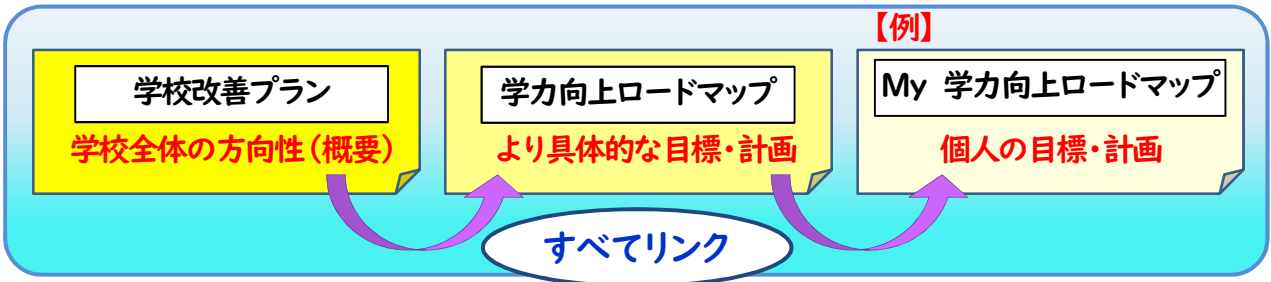 【例】
学校改善プラン
学校全体の方向性(概要)
学力向上ロードマップ
より具体的な目標・計画
My 学力向上ロードマップ
個人の目標・計画
すべてリンク